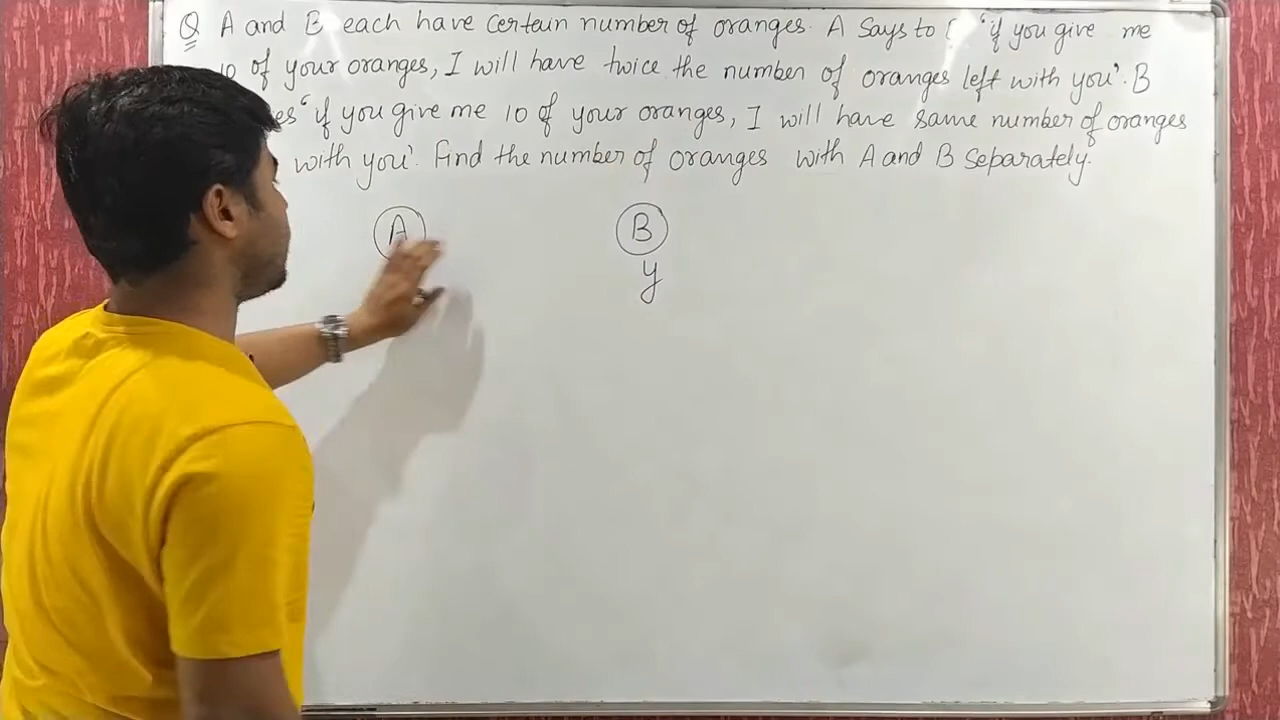 Q A and B each have certain number of oranges. A says to 'if you give me
10 of your oranges, I will have twice the number of oranges left with you'. B
'if you give me 10 of your oranges, I will have same number of oranges
with you'. Find the number of oranges with A and B separately.
A B
y